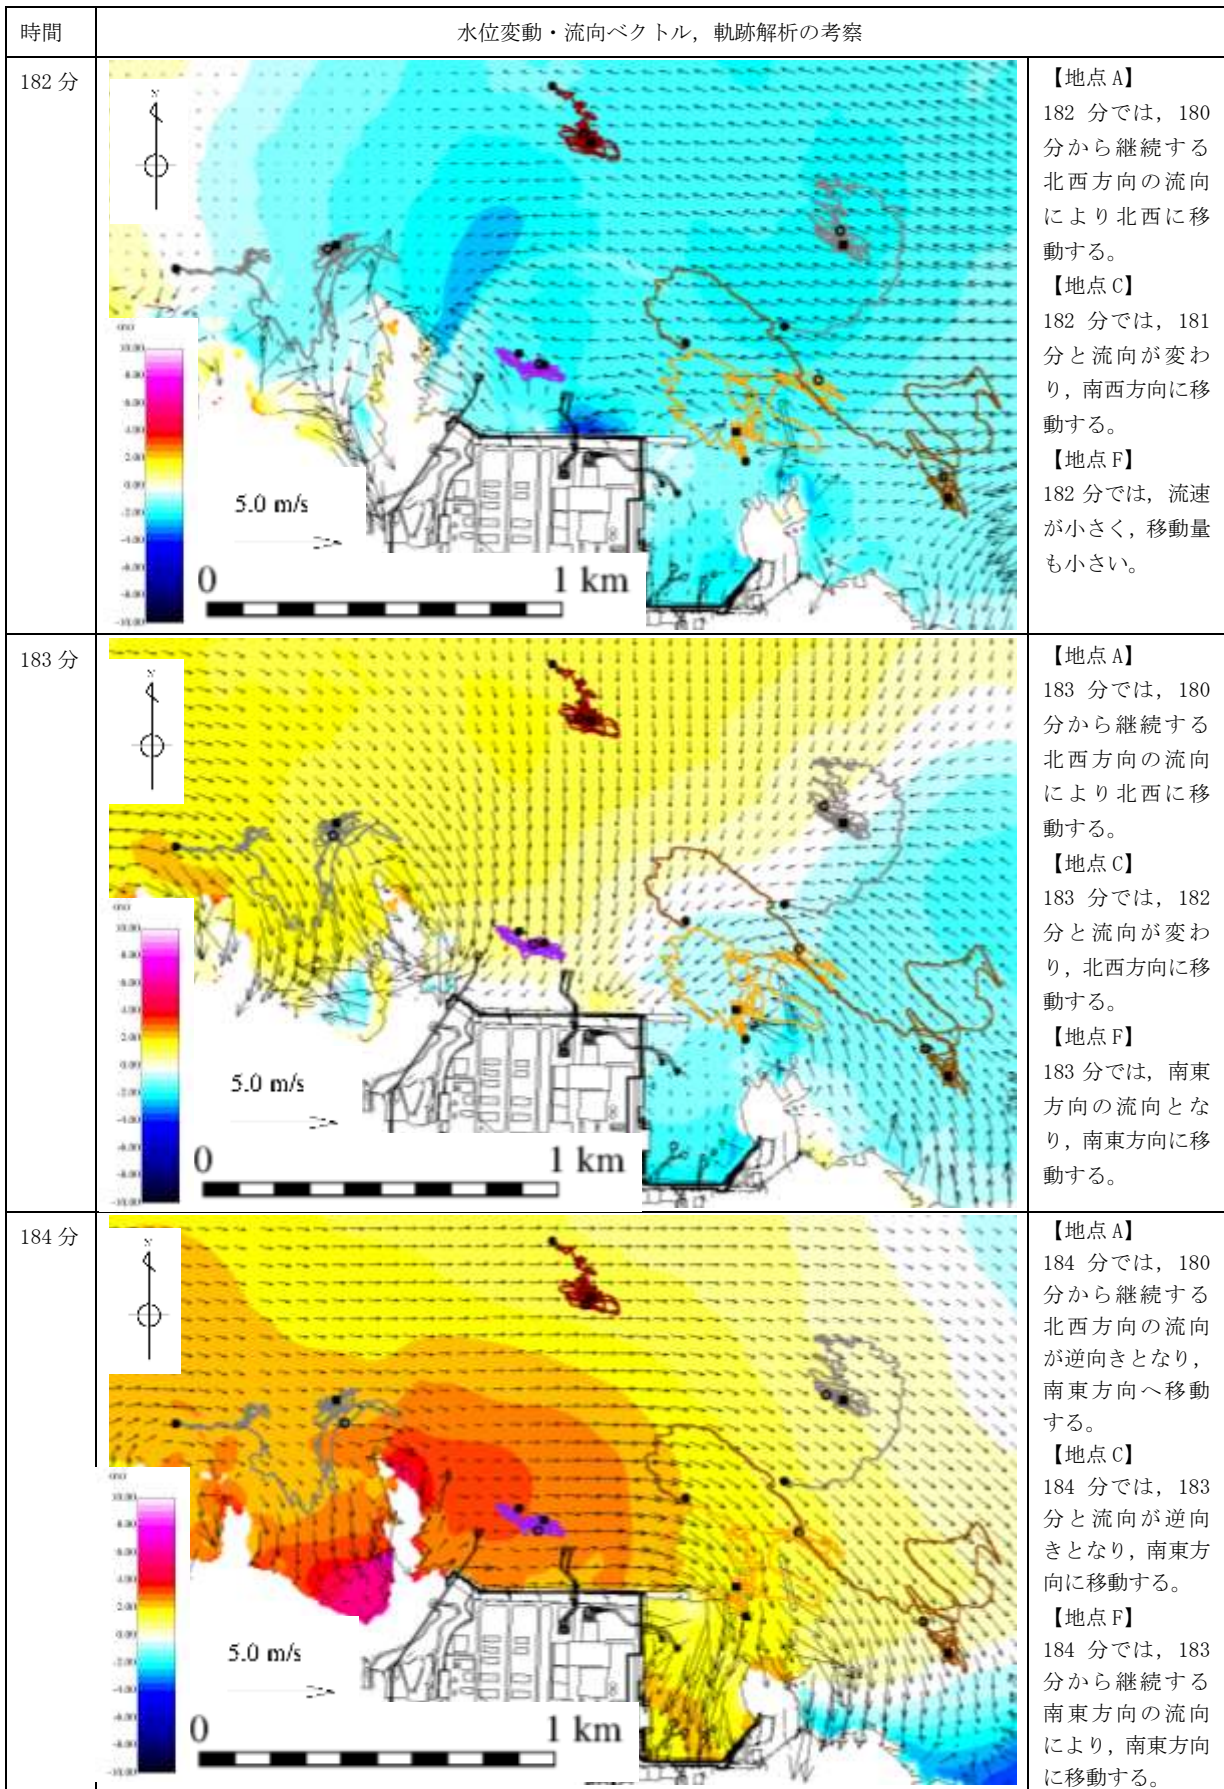 時間
水位変動・流向ベクトル，軌跡解析の考察
182 分
N
5.0 m/s
0
1 km
【地点 A】
182 分では，180
分から継続する
北西方向の流向
により北西に移
動する。
【地点 C】
182 分では，181
分と流向が変わ
り，南西方向に移
動する。
【地点 F】
182 分では，流速
が小さく，移動量
も小さい。
183 分
5.0 m/s
0
1 km
【地点 A】
183 分では，180
分から継続する
北西方向の流向
により北西に移
動する。
【地点 C】
183 分では，182
分と流向が変わ
り，北西方向に移
動する。
【地点 F】
183 分では，南東
方向の流向とな
り，南東方向に移
動する。
184 分
5.0 m/s
0
1 km
【地点 A】
184 分では，180
分から継続する
北西方向の流向
が逆向きとなり，
南東方向へ移動
する。
【地点 C】
184 分では，183
分と流向が逆向
きとなり，南東方
向に移動する。
【地点 F】
184 分では，183
分から継続する
南東方向の流向
により，南東方向
に移動する。